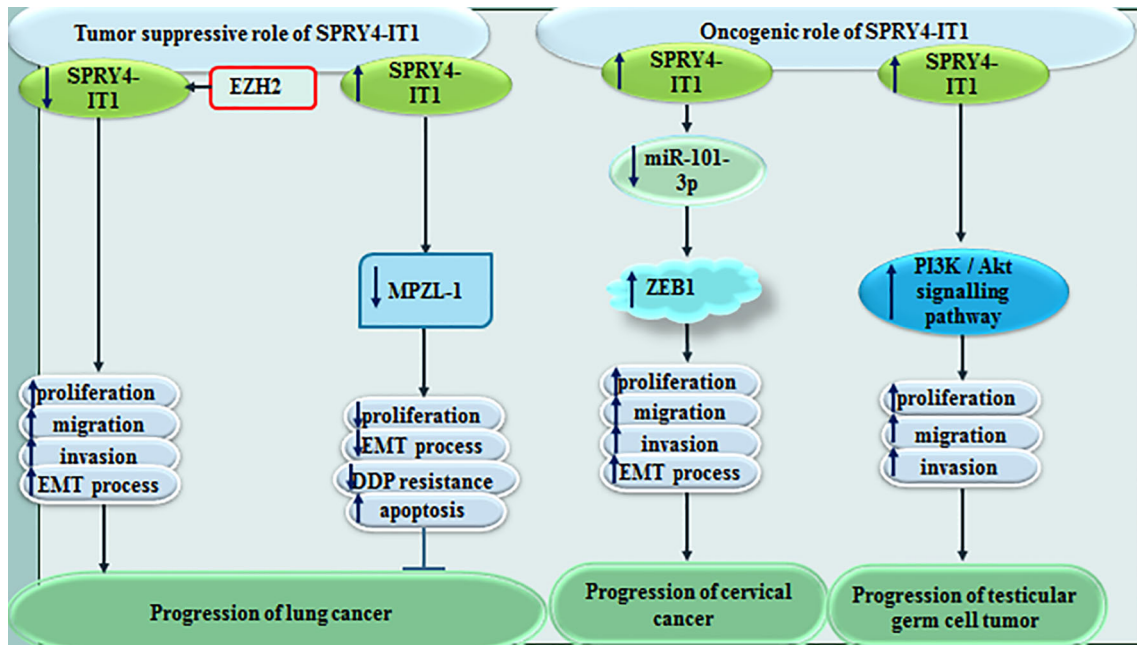 Tumor suppressive role of SPRY4-IT1
SPRY4-
IT1
EZH2
SPRY4-
IT1
MPZL-1
proliferation
migration
invasion
EMT process
proliferation
EMT process
DDP resistance
apoptosis
Progression of lung cancer
Oncogenic role of SPRY4-IT1
SPRY4-
IT1
miR-101-
3p
ZEB1
proliferation
migration
invasion
EMT process
Progression of cervical
cancer
SPRY4-
IT1
PI3K / Akt
signalling
pathway
proliferation
migration
invasion
Progression of testicular
germ cell tumor